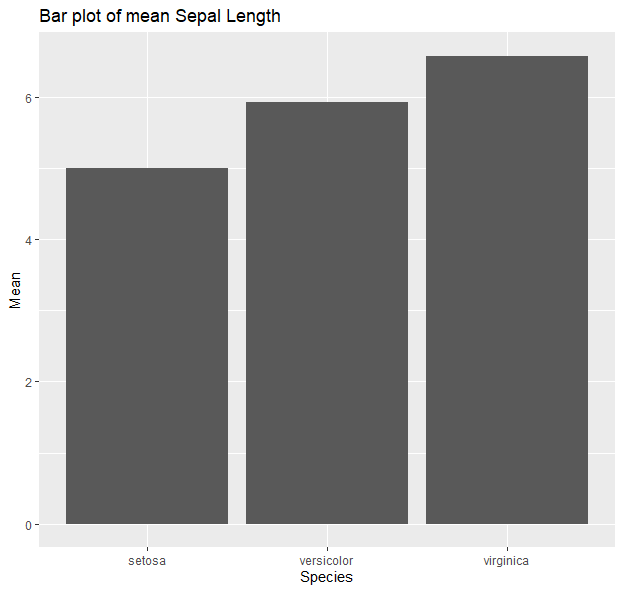 Bar plot of mean Sepal Length
Mean
6
4
2
0
setosa versicolor virginica
Species